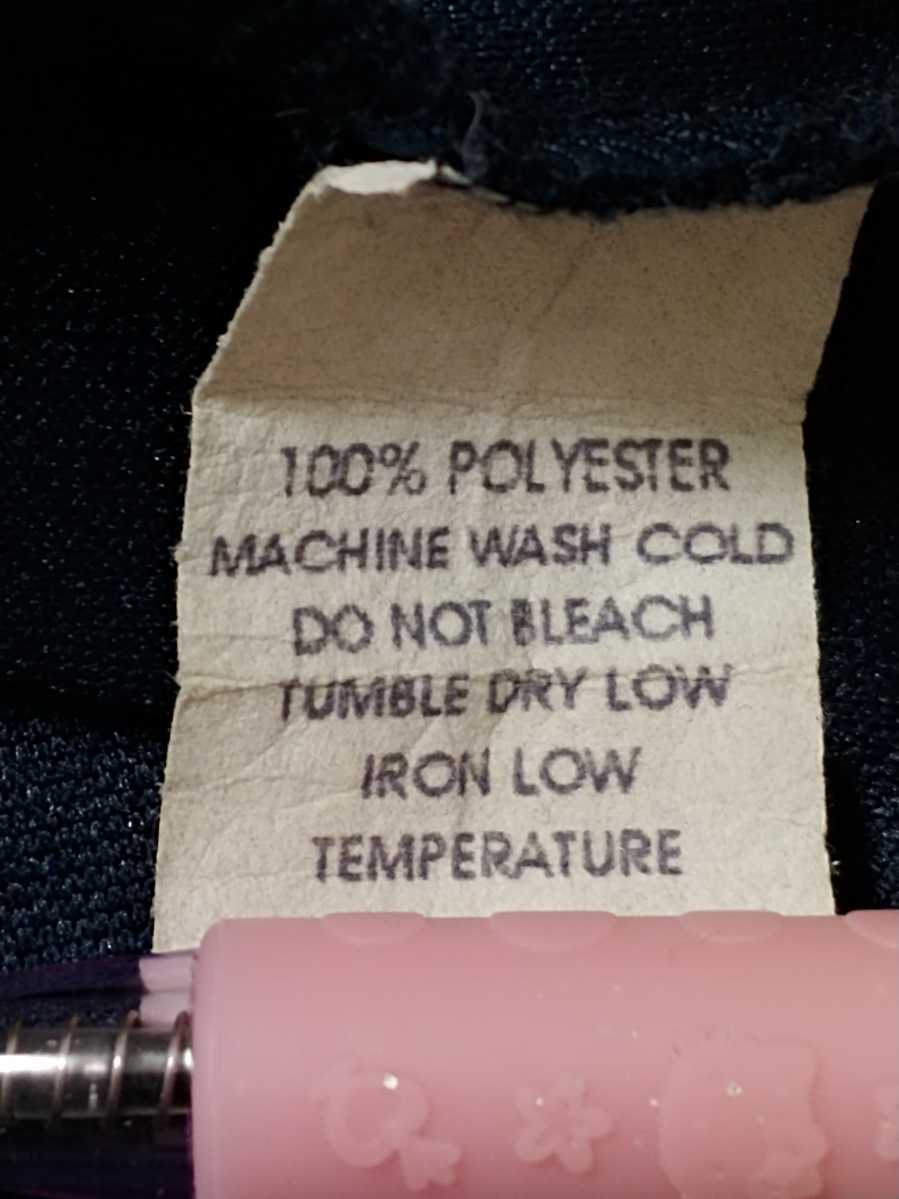 100% POLYESTER
MACHINE WASH COLD
DO NOT BLEACH
TUMBLE DRY LOW
IRON LOW
TEMPERATURE